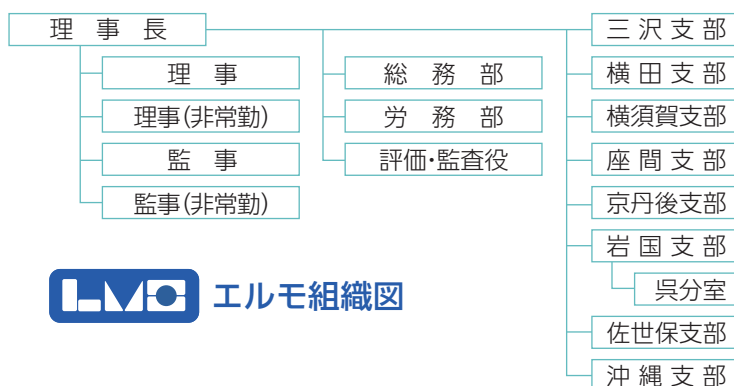 理事長
理事
理事(非常勤)
監事
監事(非常勤)
総務部
労務部
評価・監査役
三沢支部
横田支部
横須賀支部
座間支部
京丹後支部
岩国支部
呉分室
佐世保支部
沖縄支部
LMO エルモ組織図